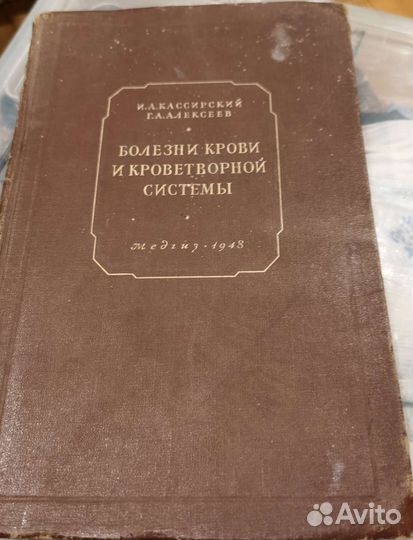 И.А.КАССИРСКИЙ
Г.А.АЛЕКСЕЕВ
БОЛЕЗНИ КРОВИ
И КРОВЕТВОРНОЙ
СИСТЕМЫ
Медгиз · 1948
Avito